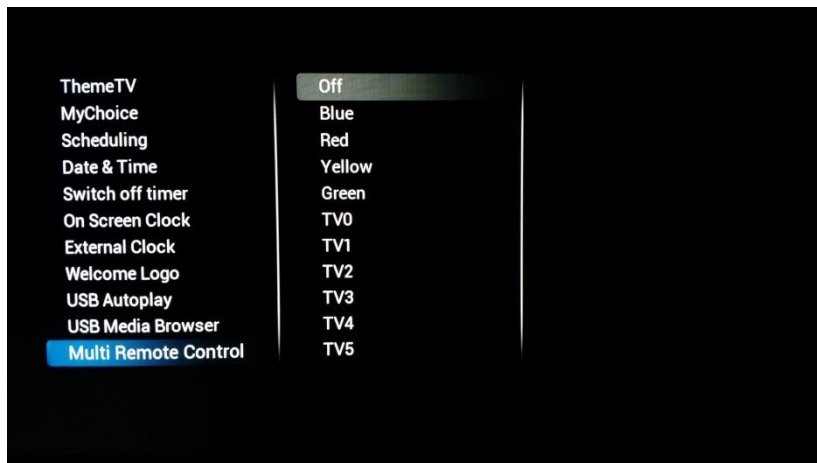 ThemeTV
MyChoice
Scheduling
Date & Time
Switch off timer
On Screen Clock
External Clock
Welcome Logo
USB Autoplay
USB Media Browser
Multi Remote Control
Off
Blue
Red
Yellow
Green
TV0
TV1
TV2
TV3
TV4
TV5